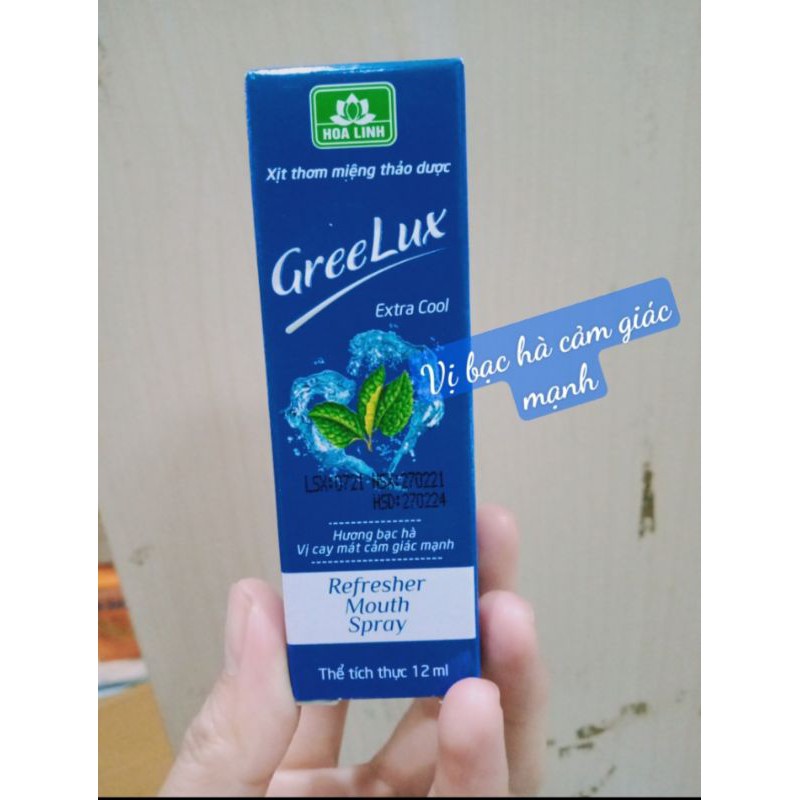 HOA LINH
Xịt thơm miệng thảo dược
GreeLux
Extra Cool
Vị bạc hà cảm giác
mạnh
LSX:0721 NSX:270221
HSD:270224
Hương bạc hà
Vị cay mát cảm giác mạnh
Refresher
Mouth
Spray
Thể tích thực 12 ml